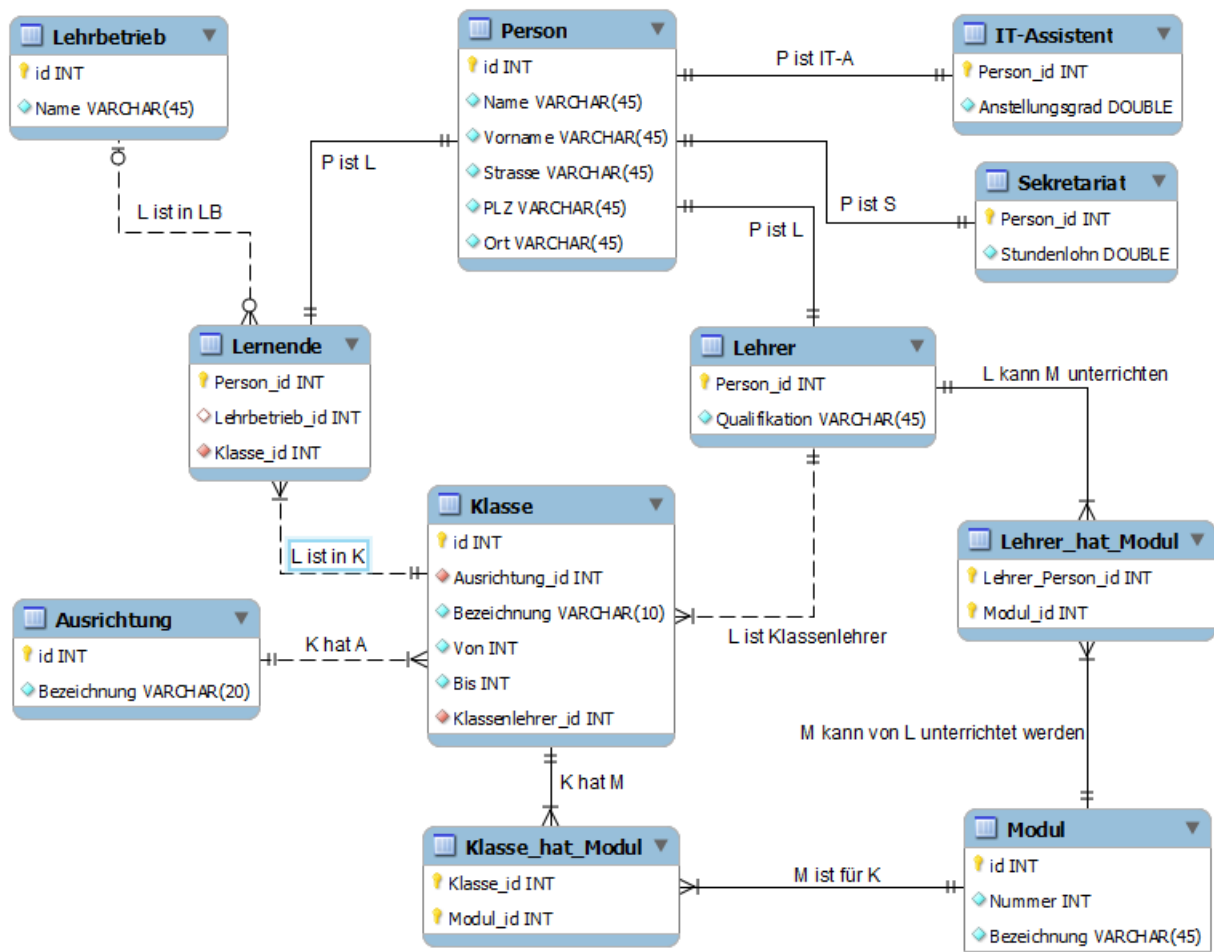 Lehrbetrieb
id INT
Name VARCHAR(45)
Person
id INT
Name VARCHAR(45)
Vorname VARCHAR(45)
Strasse VARCHAR(45)
PLZ VARCHAR(45)
Ort VARCHAR(45)
IT-Assistent
Person_id INT
Anstellungsgrad DOUBLE
P ist IT-A
Sekretariat
Person_id INT
Stundenlohn DOUBLE
P ist S
P ist L
P ist L
L ist in LB
Lernende
Person_id INT
Lehrbetrieb_id INT
Klasse_id INT
Lehrer
Person_id INT
Qualifikation VARCHAR(45)
L kann M unterrichten
Klasse
id INT
Ausrichtung_id INT
Bezeichnung VARCHAR(10)
Von INT
Bis INT
Klassenlehrer_id INT
L ist in K
L ist Klassenlehrer
Lehrer_hat_Modul
Lehrer_Person_id INT
Modul_id INT
Ausrichtung
id INT
Bezeichnung VARCHAR(20)
K hat A
M kann von L unterrichtet werden
K hat M
Klasse_hat_Modul
Klasse_id INT
Modul_id INT
M ist für K
Modul
id INT
Nummer INT
Bezeichnung VARCHAR(45)